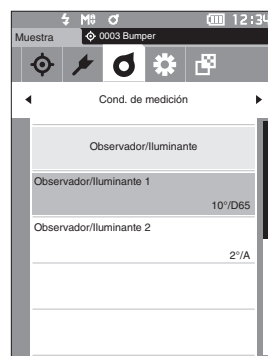 M 12:34
Muestra 0003 Bumper
Cond. de medición
Observador/Iluminante
Observador/Iluminante 1
10°/D65
Observador/Iluminante 2
2°/A